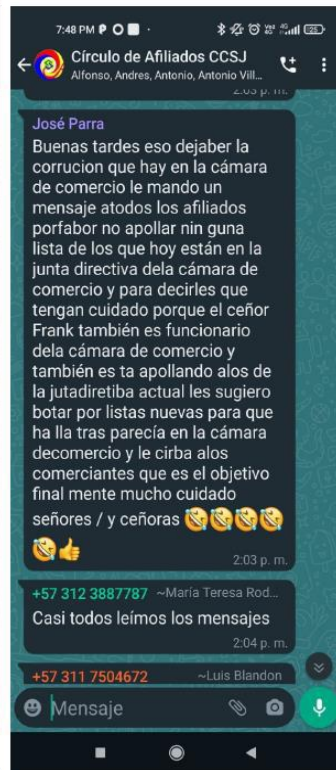 7:48 PM
25
Círculo de Afiliados CCSJ
Alfonso, Andres, Antonio, Antonio Vill...
2:03 p. m.
José Parra
Buenas tardes eso dejaber la
corrucion que hay en la cámara
de comercio le mando un
mensaje atodos los afiliados
porfabor no apollar nin guna
lista de los que hoy están en la
junta directiva dela cámara de
comercio y para decirles que
tengan cuidado porque el ceñor
Frank también es funcionario
dela cámara de comercio y
también es ta apollando alos de
la jutadiretiba actual les sugiero
botar por listas nuevas para que
ha lla tras parecía en la cámara
decomercio y le cirba alos
comerciantes que es el objetivo
final mente mucho cuidado
señores / y ceñoras 🤣🤣🤣🤣
🤣👍
2:03 p. m.
+57 312 3887787 ~María Teresa Rod...
Casi todos leímos los mensajes
2:04 p. m.
+57 311 7504672 ~Luis Blandon
Mensaje